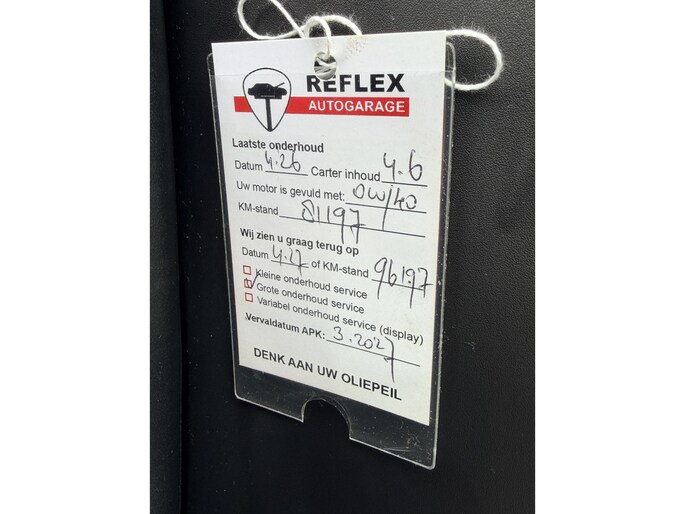 REFLEX
AUTOGARAGE
Laatste onderhoud
Datum 4.26 Carter inhoud 4.6
Uw motor is gevuld met: 0W/40
KM-stand 81197
Wij zien u graag terug op
Datum 4.27 of KM-stand 96197
Kleine onderhoud service
Grote onderhoud service
Variabel onderhoud service (display)
Vervaldatum APK: 3.2027
DENK AAN UW OLIEPEIL